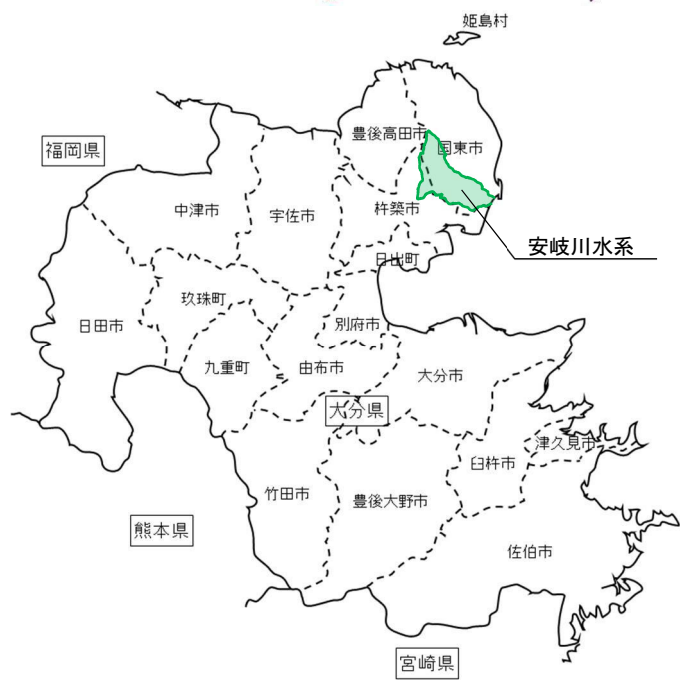 姫島村
豊後高田市
国東市
福岡県
中津市
宇佐市
杵築市
安岐川水系
日出町
玖珠町
日田市
別府市
九重町
由布市
大分市
大分県
津久見市
臼杵市
竹田市
豊後大野市
熊本県
佐伯市
宮崎県